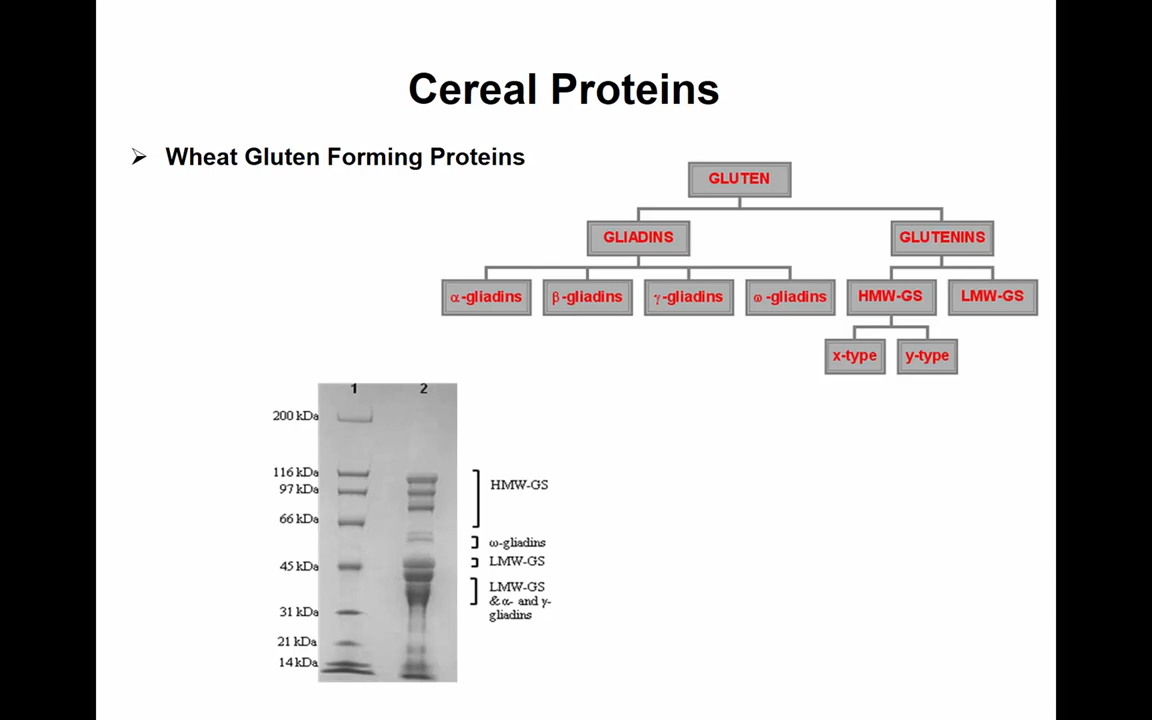 Cereal Proteins
➢ Wheat Gluten Forming Proteins
GLUTEN
GLIADINS
GLUTENINS
α-gliadins
β-gliadins
γ-gliadins
ω-gliadins
HMW-GS
LMW-GS
x-type
y-type
1
2
200 kDa
116 kDa
97 kDa
66 kDa
45 kDa
31 kDa
21 kDa
14 kDa
HMW-GS
ω-gliadins
LMW-GS
LMW-GS
& α- and γ-
gliadins